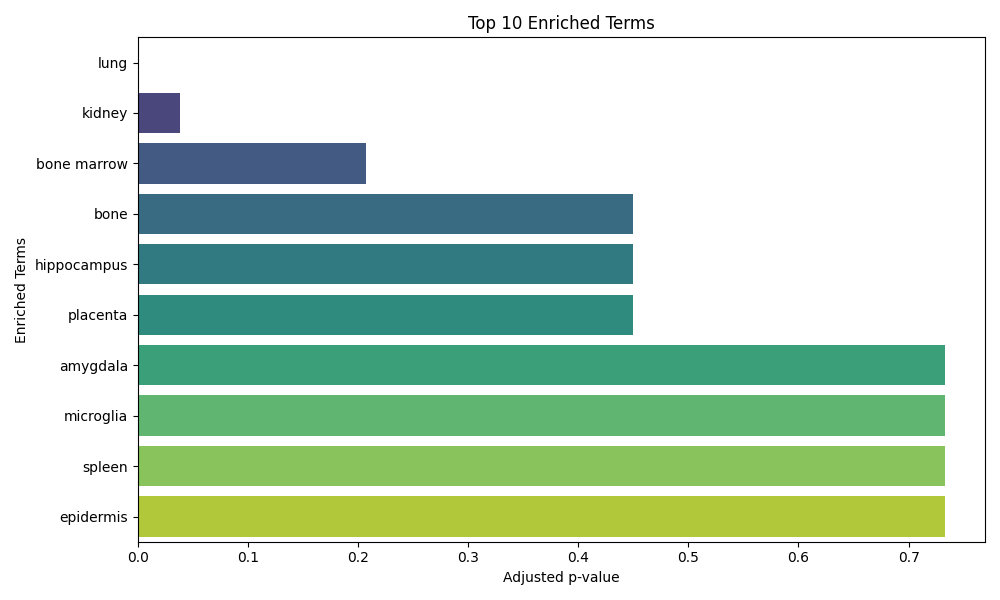 Top 10 Enriched Terms
Enriched Terms
lung
kidney
bone marrow
bone
hippocampus
placenta
amygdala
microglia
spleen
epidermis
0.0 0.1 0.2 0.3 0.4 0.5 0.6 0.7
Adjusted p-value